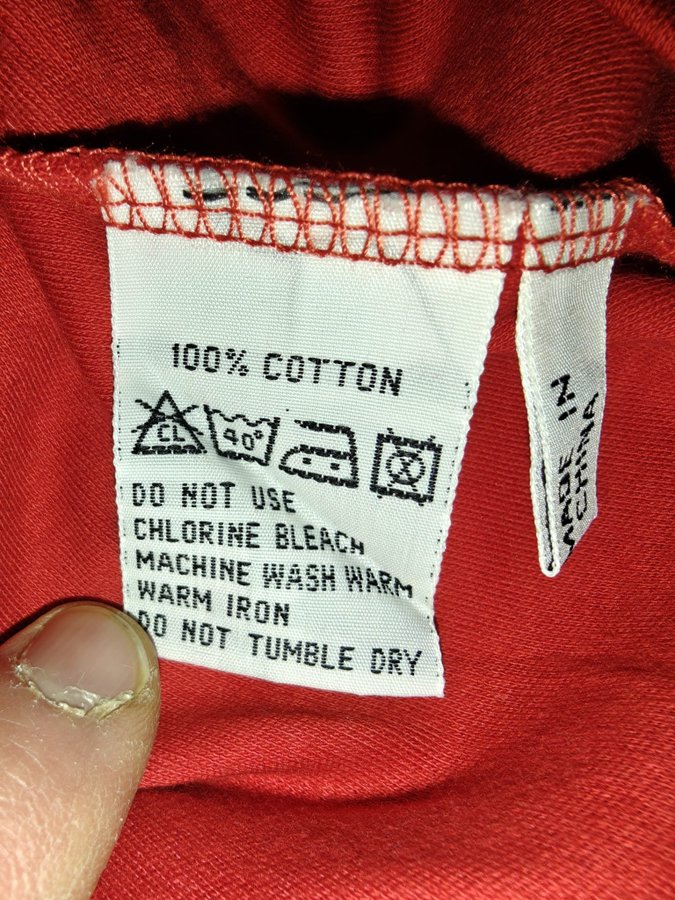 100% COTTON
CL 40°
DO NOT USE
CHLORINE BLEACH
MACHINE WASH WARM
WARM IRON
DO NOT TUMBLE DRY
MADE IN
CHINA